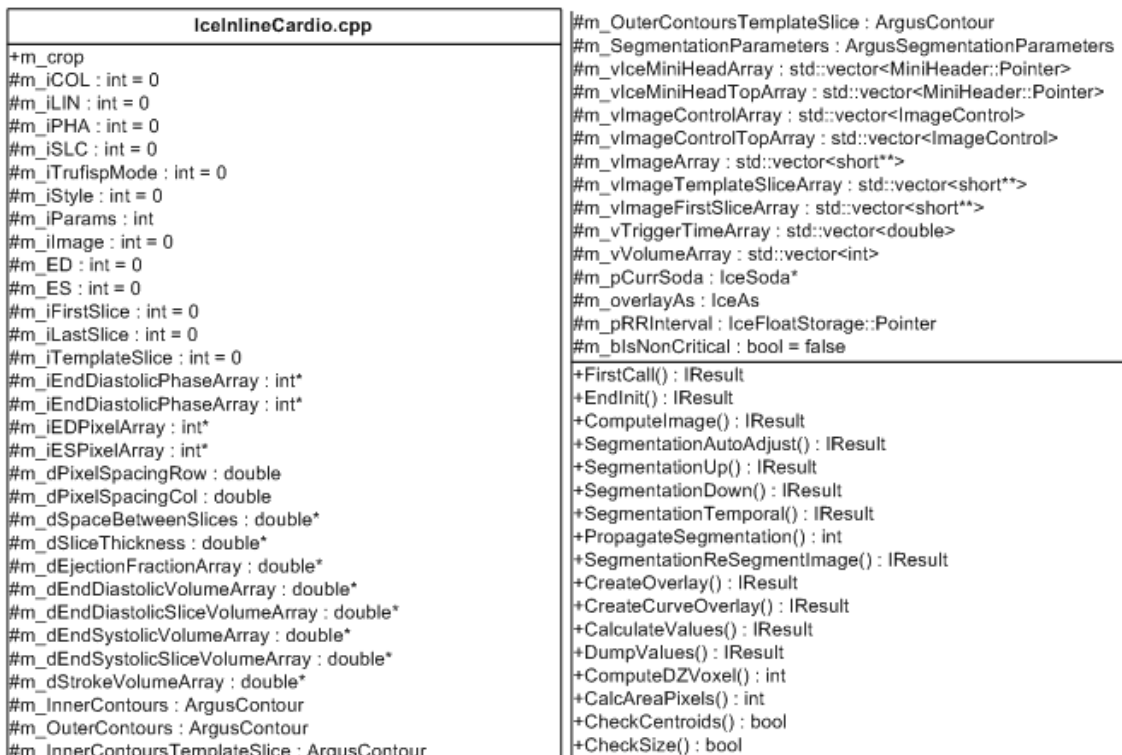 IceInlineCardio.cpp
+m_crop
#m_iCOL : int = 0
#m_iLIN : int = 0
#m_iPHA : int = 0
#m_iSLC : int = 0
#m_iTrufispMode : int = 0
#m_iStyle : int = 0
#m_iParams : int
#m_iImage : int = 0
#m_ED : int = 0
#m_ES : int = 0
#m_iFirstSlice : int = 0
#m_iLastSlice : int = 0
#m_iTemplateSlice : int = 0
#m_iEndDiastolicPhaseArray : int*
#m_iEndDiastolicPhaseArray : int*
#m_iEDPixelArray : int*
#m_iESPixelArray : int*
#m_dPixelSpacingRow : double
#m_dPixelSpacingCol : double
#m_dSpaceBetweenSlices : double*
#m_dSliceThickness : double*
#m_dEjectionFractionArray : double*
#m_dEndDiastolicVolumeArray : double*
#m_dEndDiastolicSliceVolumeArray : double*
#m_dEndSystolicVolumeArray : double*
#m_dEndSystolicSliceVolumeArray : double*
#m_dStrokeVolumeArray : double*
#m_InnerContours : ArgusContour
#m_OuterContours : ArgusContour
#m_InnerContoursTemplateSlice : ArgusContour
#m_OuterContoursTemplateSlice : ArgusContour
#m_SegmentationParameters : ArgusSegmentationParameters
#m_vIceMiniHeadArray : std::vector<MiniHeader::Pointer>
#m_vIceMiniHeadTopArray : std::vector<MiniHeader::Pointer>
#m_vImageControlArray : std::vector<ImageControl>
#m_vImageControlTopArray : std::vector<ImageControl>
#m_vImageArray : std::vector<short**>
#m_vImageTemplateSliceArray : std::vector<short**>
#m_vImageFirstSliceArray : std::vector<short**>
#m_vTriggerTimeArray : std::vector<double>
#m_vVolumeArray : std::vector<int>
#m_pCurrSoda : IceSoda*
#m_overlayAs : IceAs
#m_pRRInterval : IceFloatStorage::Pointer
#m_bIsNonCritical : bool = false
+FirstCall() : IResult
+EndInit() : IResult
+ComputeImage() : IResult
+SegmentationAutoAdjust() : IResult
+SegmentationUp() : IResult
+SegmentationDown() : IResult
+SegmentationTemporal() : IResult
+PropagateSegmentation() : int
+SegmentationReSegmentImage() : IResult
+CreateOverlay() : IResult
+CreateCurveOverlay() : IResult
+CalculateValues() : IResult
+DumpValues() : IResult
+ComputeDZVoxel() : int
+CalcAreaPixels() : int
+CheckCentroids() : bool
+CheckSize() : bool